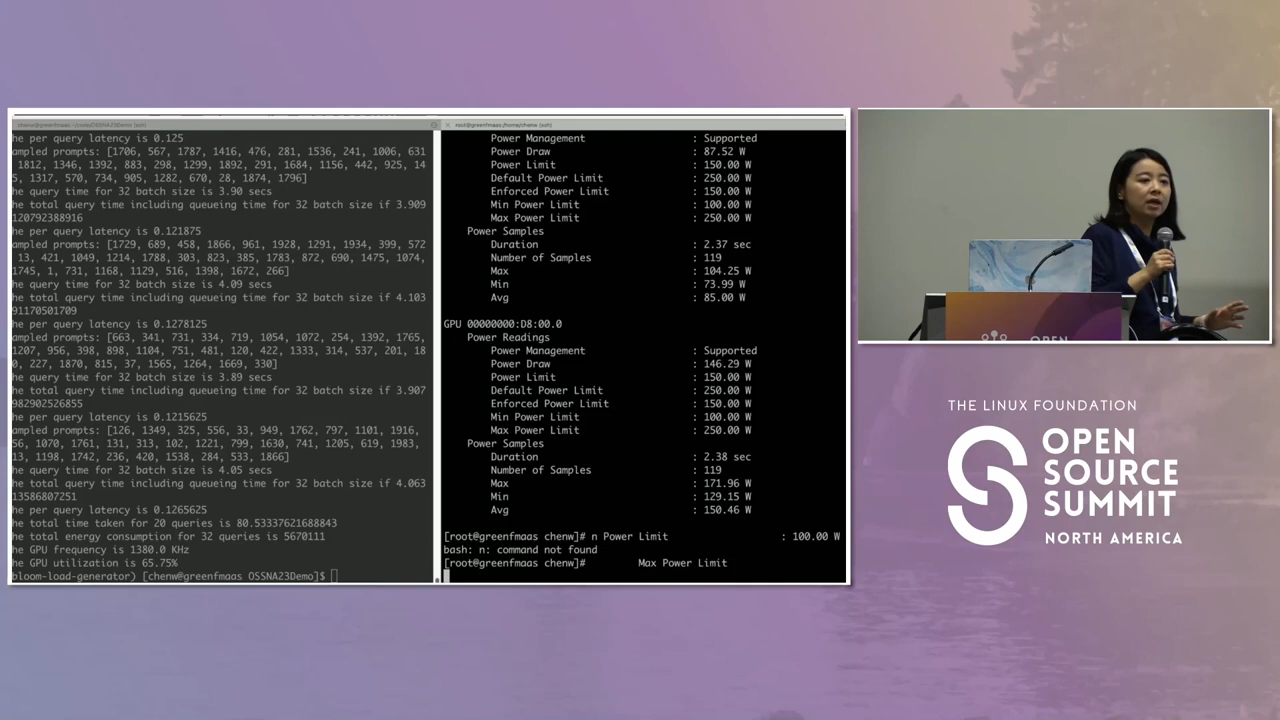 chenw@greenfmaas:~/ossna23/OSSNA23Demo (ssh)
he per query latency is 0.125
ampled prompts: [1706, 567, 1787, 1416, 476, 281, 1536, 241, 1006, 631
1812, 1346, 1392, 883, 298, 1299, 1892, 291, 1684, 1156, 442, 925, 14
5, 1317, 570, 734, 905, 1282, 670, 28, 1874, 1796]
he query time for 32 batch size is 3.90 secs
he total query time including queueing time for 32 batch size if 3.909
120792388916
he per query latency is 0.121875
ampled prompts: [1729, 689, 458, 1866, 961, 1928, 1291, 1934, 399, 572
13, 421, 1049, 1214, 1788, 303, 823, 385, 1783, 872, 690, 1475, 1074,
1745, 1, 731, 1168, 1129, 516, 1398, 1672, 266]
he query time for 32 batch size is 4.09 secs
he total query time including queueing time for 32 batch size if 4.103
91170501709
he per query latency is 0.1278125
ampled prompts: [663, 341, 731, 334, 719, 1054, 1072, 254, 1392, 1765,
1207, 956, 398, 898, 1104, 751, 481, 120, 422, 1333, 314, 537, 201, 18
0, 227, 1870, 815, 37, 1565, 1264, 1669, 330]
he query time for 32 batch size is 3.89 secs
he total query time including queueing time for 32 batch size if 3.907
982902526855
he per query latency is 0.1215625
ampled prompts: [126, 1349, 325, 556, 33, 949, 1762, 797, 1101, 1916,
56, 1070, 1761, 131, 313, 102, 1221, 799, 1630, 741, 1205, 619, 1983,
13, 1198, 1742, 236, 420, 1538, 284, 533, 1866]
he query time for 32 batch size is 4.05 secs
he total query time including queueing time for 32 batch size if 4.063
13586807251
he per query latency is 0.1265625
he total time taken for 20 queries is 80.53337621688843
he total energy consumption for 32 queries is 5670111
he GPU frequency is 1380.0 KHz
he GPU utilization is 65.75%
bloom-load-generator) [chenw@greenfmaas OSSNA23Demo]$
root@greenfmaas:/home/chenw (ssh)
Power Management : Supported
Power Draw : 87.52 W
Power Limit : 150.00 W
Default Power Limit : 250.00 W
Enforced Power Limit : 150.00 W
Min Power Limit : 100.00 W
Max Power Limit : 250.00 W
Power Samples
Duration : 2.37 sec
Number of Samples : 119
Max : 104.25 W
Min : 73.99 W
Avg : 85.00 W
GPU 00000000:D8:00.0
Power Readings
Power Management : Supported
Power Draw : 146.29 W
Power Limit : 150.00 W
Default Power Limit : 250.00 W
Enforced Power Limit : 150.00 W
Min Power Limit : 100.00 W
Max Power Limit : 250.00 W
Power Samples
Duration : 2.38 sec
Number of Samples : 119
Max : 171.96 W
Min : 129.15 W
Avg : 150.46 W
[root@greenfmaas chenw]# n Power Limit : 100.00 W
bash: n: command not found
[root@greenfmaas chenw]# Max Power Limit
OPEN
THE LINUX FOUNDATION
OPEN
SOURCE
SUMMIT
NORTH AMERICA